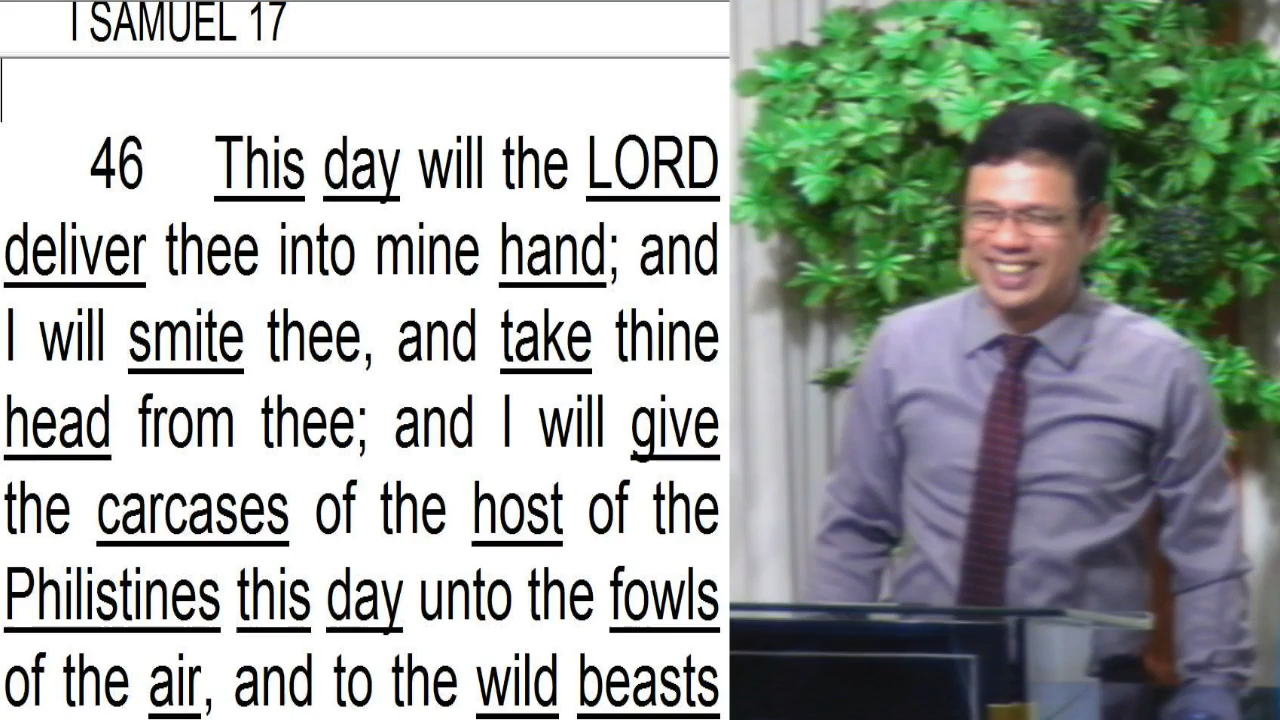 I SAMUEL 17
46 This day will the LORD
deliver thee into mine hand; and
I will smite thee, and take thine
head from thee; and I will give
the carcases of the host of the
Philistines this day unto the fowls
of the air, and to the wild beasts